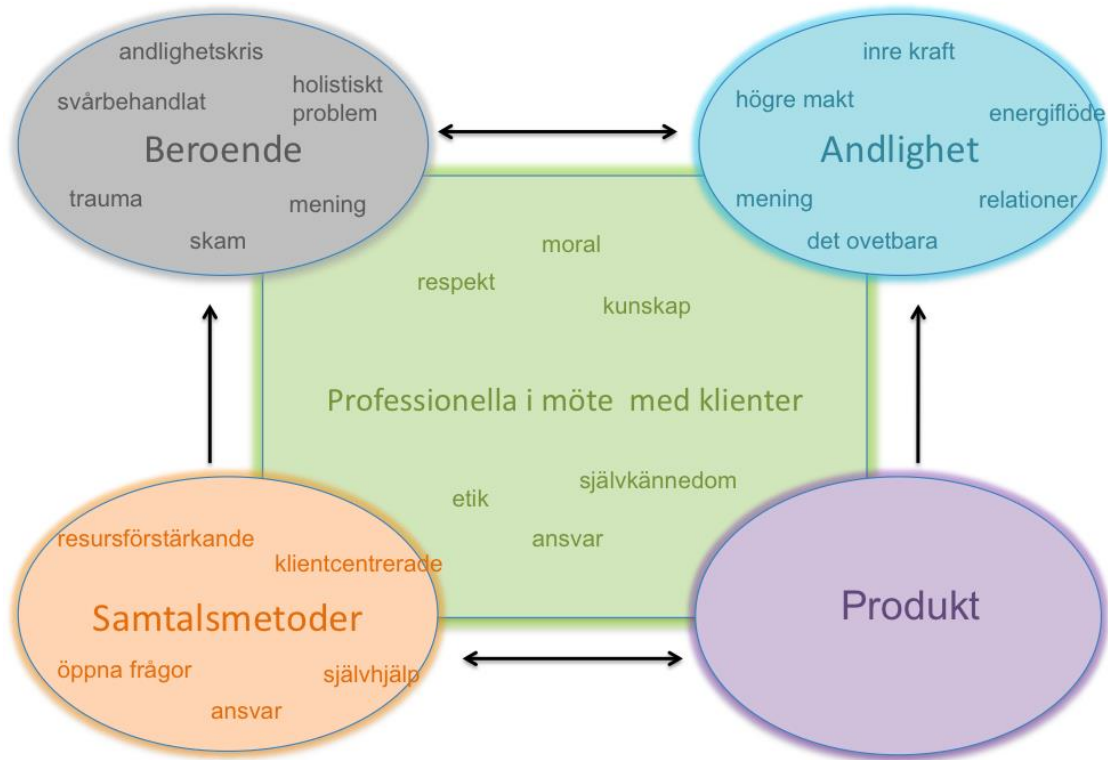 andlighetskris
svårbehandlat
holistiskt
problem
Beroende
trauma
mening
skam
inre kraft
högre makt
energiflöde
Andlighet
mening
relationer
det ovetbara
moral
respekt
kunskap
Professionella i möte med klienter
självkännedom
etik
ansvar
resursförstärkande
klientcentrerade
Samtalsmetoder
öppna frågor
självhjälp
ansvar
Produkt